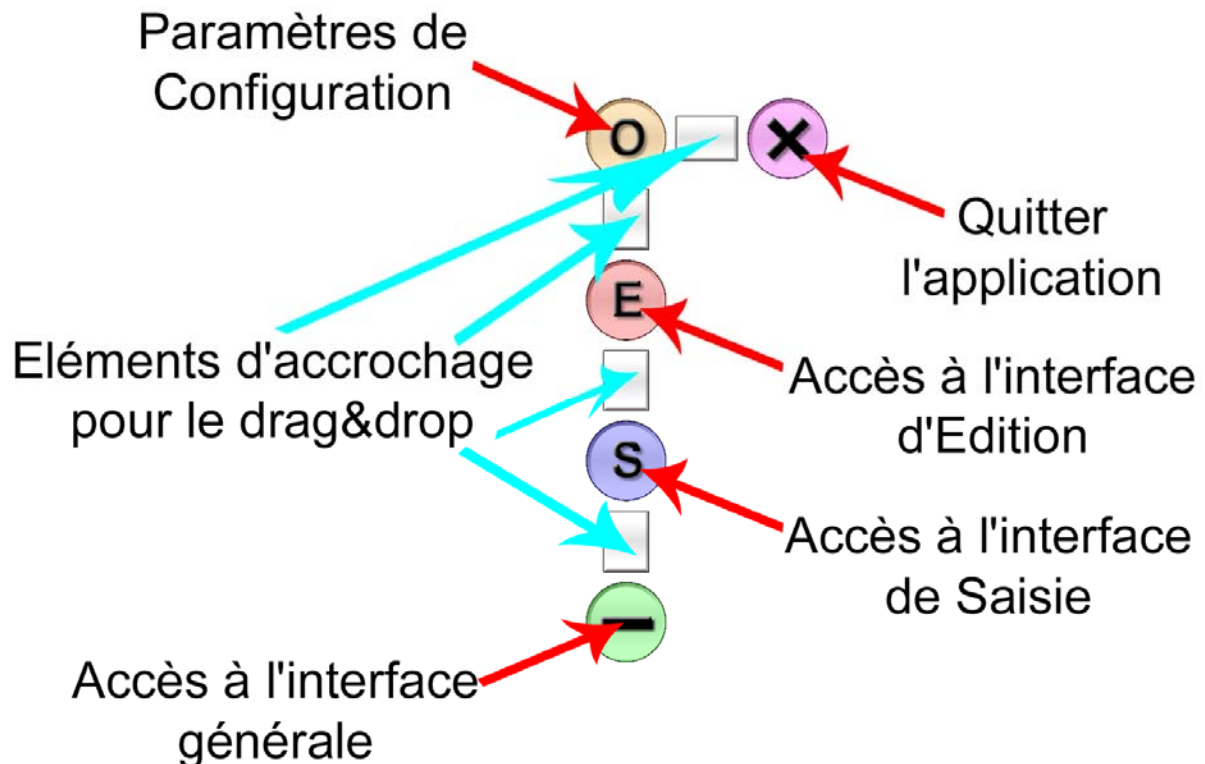 Paramètres de
Configuration
O
Quitter
l'application
E
Eléments d'accrochage
pour le drag&drop
Accès à l'interface
d'Edition
S
Accès à l'interface
de Saisie
Accès à l'interface
générale